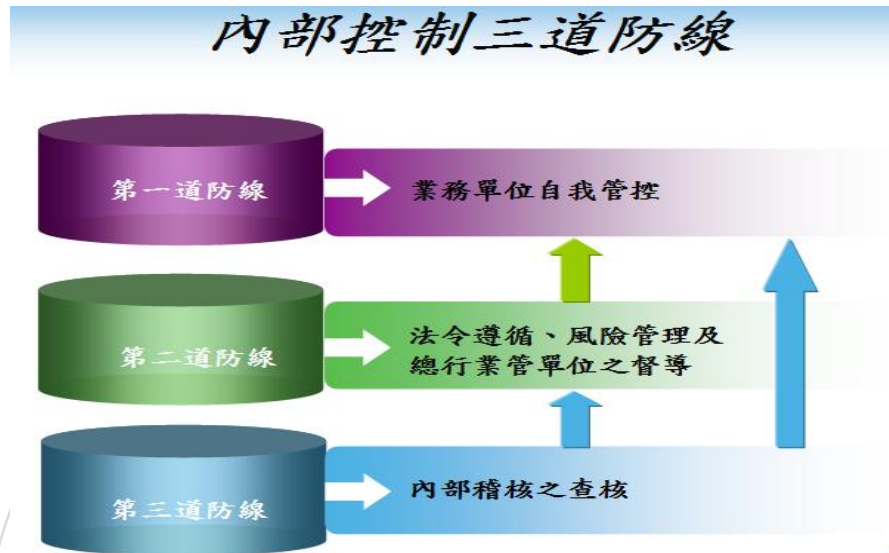 內部控制三道防線
第一道防線
業務單位自我管控
第二道防線
法令遵循、風險管理及
總行業管單位之督導
第三道防線
內部稽核之查核